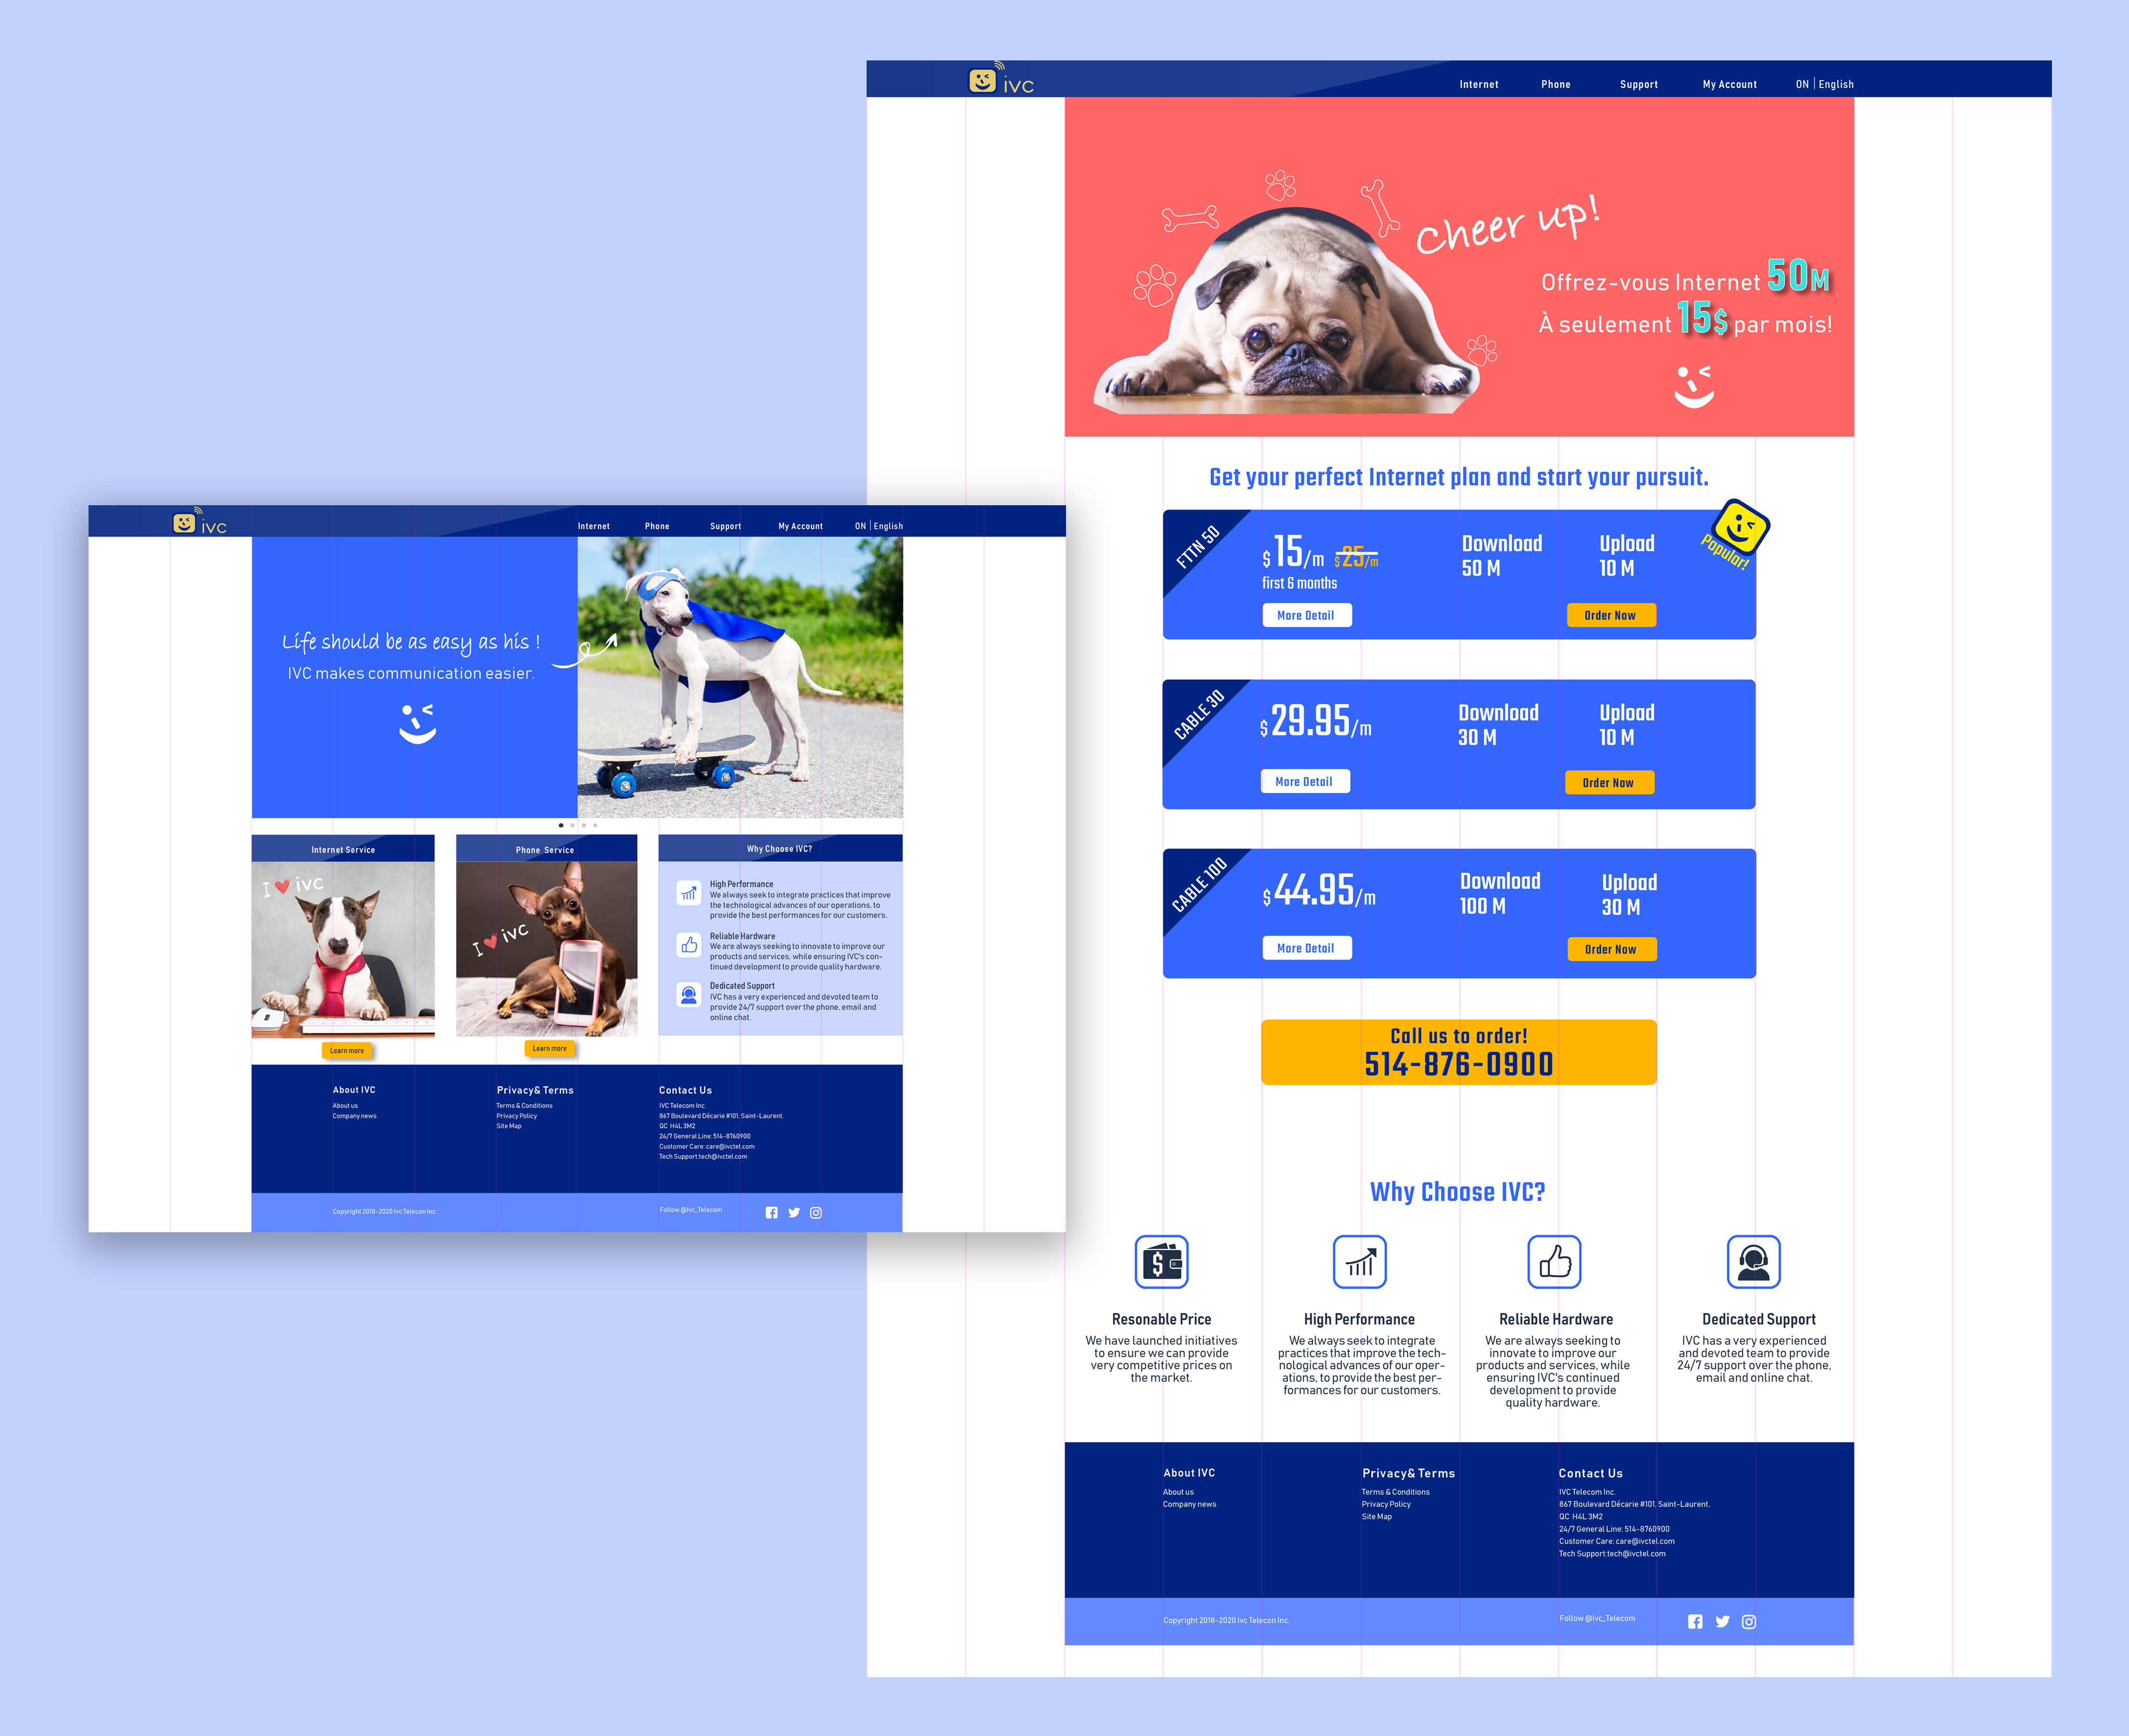 ivc
Internet Phone Support My Account ON | English
Life should be as easy as his !
IVC makes communication easier.
Internet Service
I ❤ ivc
Learn more
Phone Service
I ❤ ivc
Learn more
Why Choose IVC?
High Performance
We always seek to integrate practices that improve
the technological advances of our operations, to
provide the best performances for our customers.
Reliable Hardware
We are always seeking to innovate to improve our
products and services, while ensuring IVC's con-
tinued development to provide quality hardware.
Dedicated Support
IVC has a very experienced and devoted team to
provide 24/7 support over the phone, email and
online chat.
About IVC
About us
Company news
Privacy& Terms
Terms & Conditions
Privacy Policy
Site Map
Contact Us
IVC Telecom Inc.
867 Boulevard Décarie #101, Saint-Laurent,
QC H4L 3M2
24/7 General Line: 514-8760900
Customer Care: care@ivctel.com
Tech Support:tech@ivctel.com
Copyright 2018-2020 Ivc Telecon Inc.
Follow @Ivc_Telecom
ivc
Internet Phone Support My Account ON | English
Cheer up!
Offrez-vous Internet 50M
À seulement 15$ par mois!
Get your perfect Internet plan and start your pursuit.
FTTN 50
$15/m $25/m
first 6 months
More Detail
Download
50 M
Upload
10 M
Order Now
Popular!
CABLE 30
$29.95/m
More Detail
Download
30 M
Upload
10 M
Order Now
CABLE 100
$44.95/m
More Detail
Download
100 M
Upload
30 M
Order Now
Call us to order!
514-876-0900
Why Choose IVC?
Resonable Price
We have launched initiatives
to ensure we can provide
very competitive prices on
the market.
High Performance
We always seek to integrate
practices that improve the tech-
nological advances of our oper-
ations, to provide the best per-
formances for our customers.
Reliable Hardware
We are always seeking to
innovate to improve our
products and services, while
ensuring IVC's continued
development to provide
quality hardware.
Dedicated Support
IVC has a very experienced
and devoted team to provide
24/7 support over the phone,
email and online chat.
About IVC
About us
Company news
Privacy& Terms
Terms & Conditions
Privacy Policy
Site Map
Contact Us
IVC Telecom Inc.
867 Boulevard Décarie #101, Saint-Laurent,
QC H4L 3M2
24/7 General Line: 514-8760900
Customer Care: care@ivctel.com
Tech Support:tech@ivctel.com
Copyright 2018-2020 Ivc Telecon Inc.
Follow @Ivc_Telecom